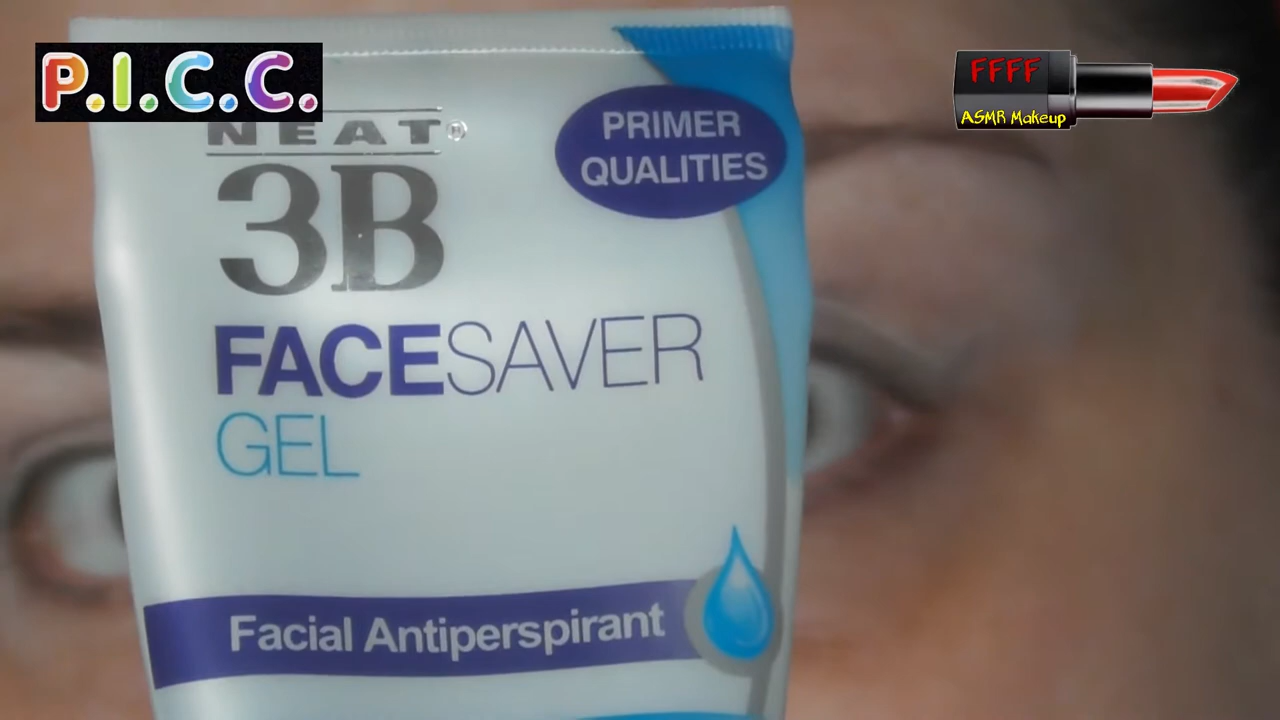 P.I.C.C.
FFFF
ASMR Makeup
NEAT®
3B
PRIMER
QUALITIES
FACESAVER
GEL
Facial Antiperspirant